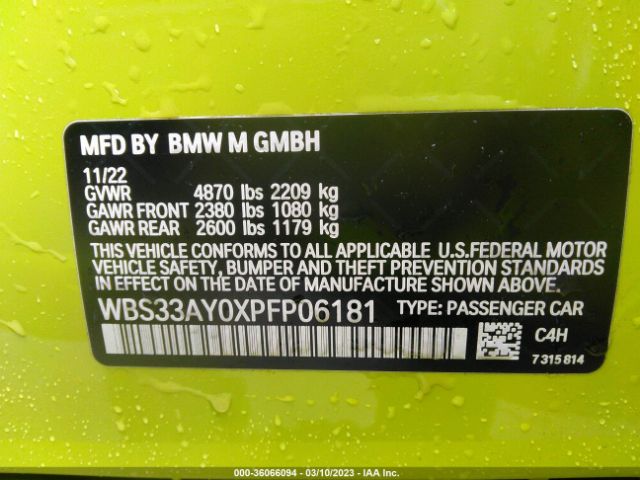 MFD BY BMW M GMBH
11/22
GVWR 4870 lbs 2209 kg
GAWR FRONT 2380 lbs 1080 kg
GAWR REAR 2600 lbs 1179 kg
THIS VEHICLE CONFORMS TO ALL APPLICABLE U.S.FEDERAL MOTOR
VEHICLE SAFETY, BUMPER AND THEFT PREVENTION STANDARDS
IN EFFECT ON THE DATE OF MANUFACTURE SHOWN ABOVE.
WBS33AY0XPFP06181 TYPE: PASSENGER CAR
C4H
7315814
000-36066094 - 03/10/2023 - IAA Inc.